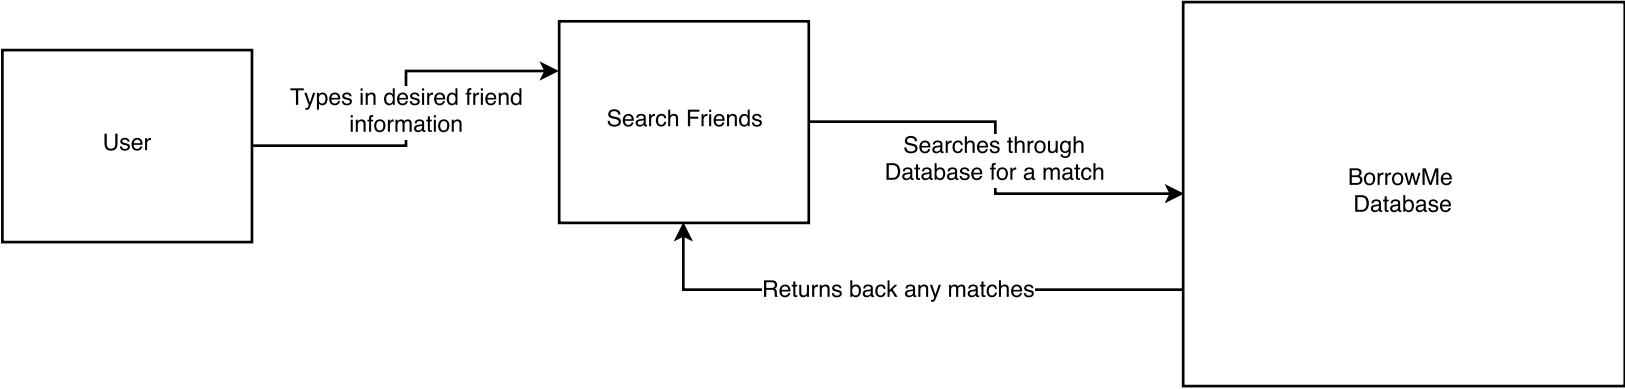 User
Types in desired friend
information
Search Friends
Searches through
Database for a match
BorrowMe
Database
Returns back any matches